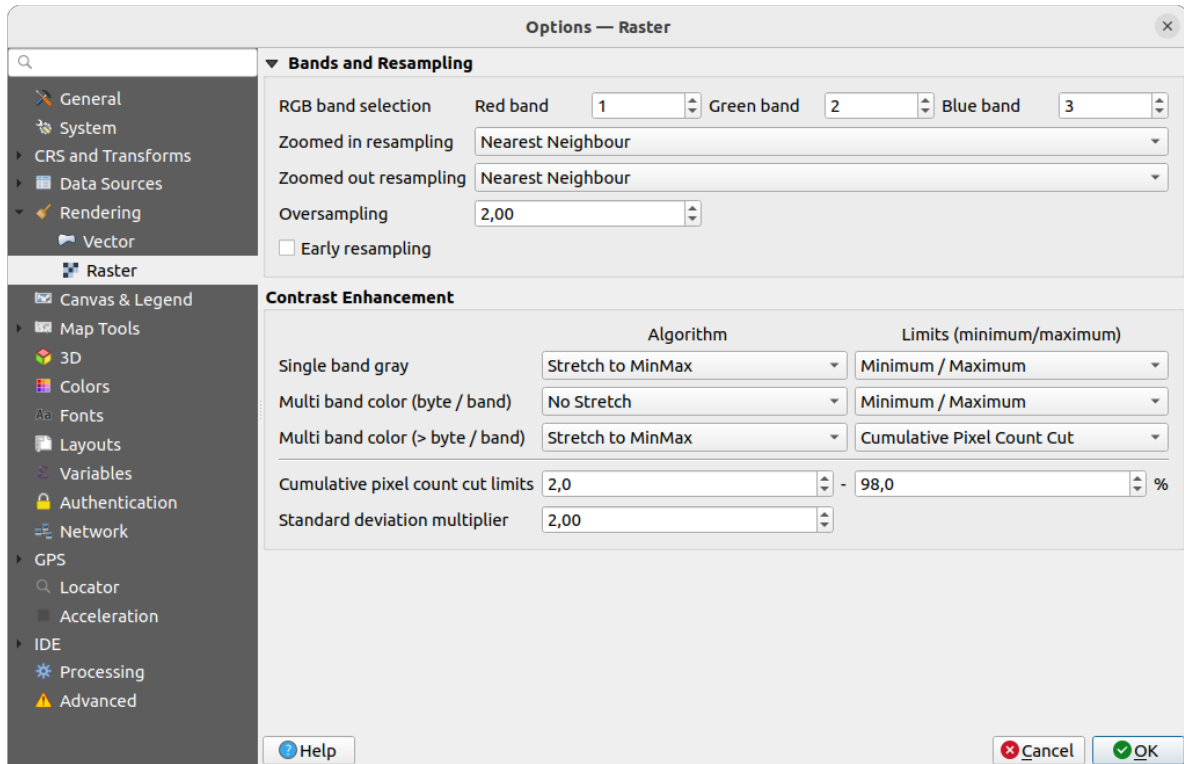 Options — Raster
General
System
CRS and Transforms
Data Sources
Rendering
Vector
Raster
Canvas & Legend
Map Tools
3D
Colors
Fonts
Layouts
Variables
Authentication
Network
GPS
Locator
Acceleration
IDE
Processing
Advanced
Bands and Resampling
RGB band selection Red band 1 Green band 2 Blue band 3
Zoomed in resampling Nearest Neighbour
Zoomed out resampling Nearest Neighbour
Oversampling 2,00
Early resampling
Contrast Enhancement
Algorithm Limits (minimum/maximum)
Single band gray Stretch to MinMax Minimum / Maximum
Multi band color (byte / band) No Stretch Minimum / Maximum
Multi band color (> byte / band) Stretch to MinMax Cumulative Pixel Count Cut
Cumulative pixel count cut limits 2,0 - 98,0 %
Standard deviation multiplier 2,00
Help Cancel OK